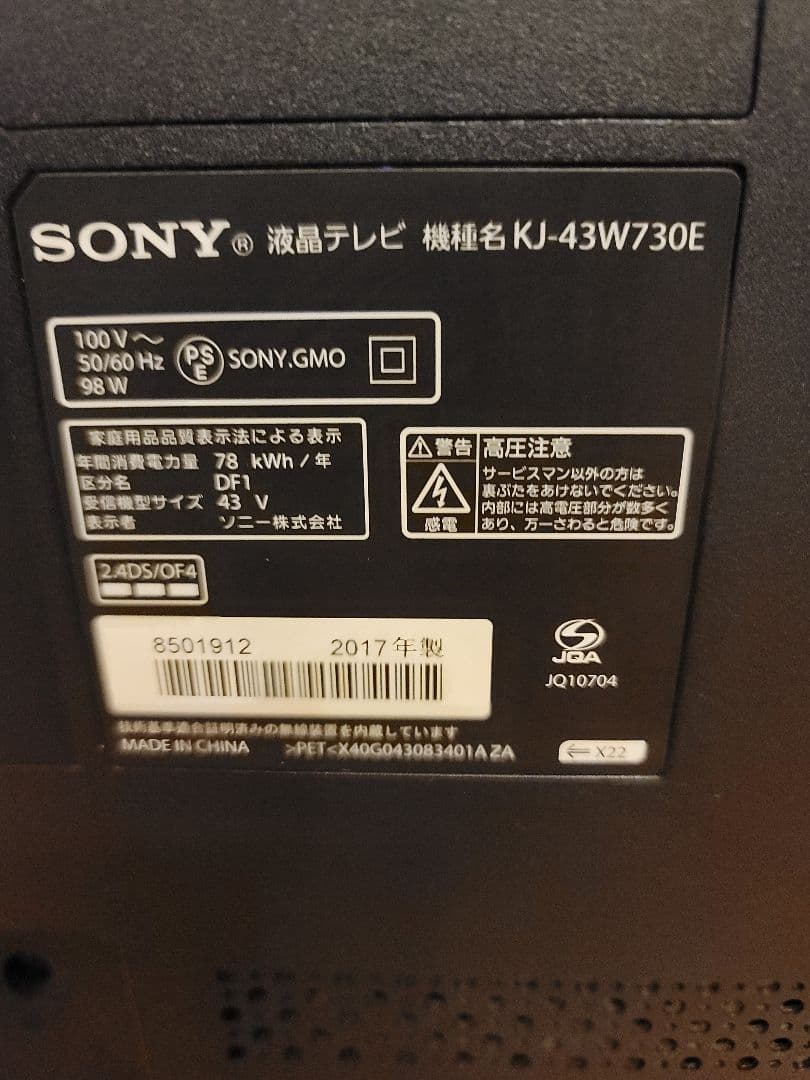 SONY® 液晶テレビ 機種名 KJ-43W730E
100V～
50/60 Hz
98 W
PSE
SONY.GMO
家庭用品品質表示法による表示
年間消費電力量 78 kWh / 年
区分名 DF1
受信機型サイズ 43 V
表示者 ソニー株式会社
⚠警告 高圧注意
感電
サービスマン以外の方は
裏ぶたをあけないでください。
内部には高電圧部分が数多く
あり、万一さわると危険です。
2.4DS/OF4
8501912 2017年製
JQA
JQ10704
技術基準適合証明済みの無線装置を内蔵しています
MADE IN CHINA >PET< X40G043083401A ZA
⇐ X22